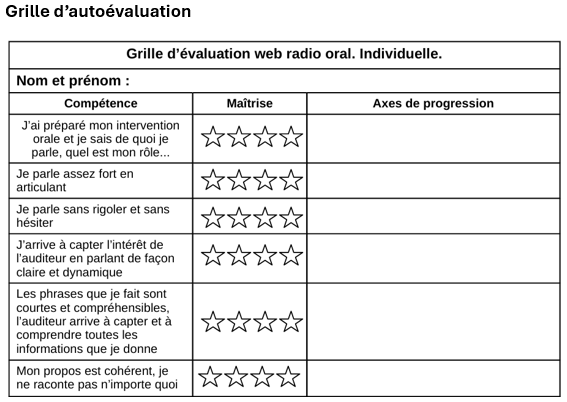 Grille d’autoévaluation
Grille d’évaluation web radio oral. Individuelle.
Nom et prénom :
Compétence
Maîtrise
Axes de progression
J’ai préparé mon intervention
orale et je sais de quoi je
parle, quel est mon rôle...
Je parle assez fort en
articulant
Je parle sans rigoler et sans
hésiter
J’arrive à capter l’intérêt de
l’auditeur en parlant de façon
claire et dynamique
Les phrases que je fait sont
courtes et compréhensibles,
l’auditeur arrive à capter et à
comprendre toutes les
informations que je donne
Mon propos est cohérent, je
ne raconte pas n’importe quoi